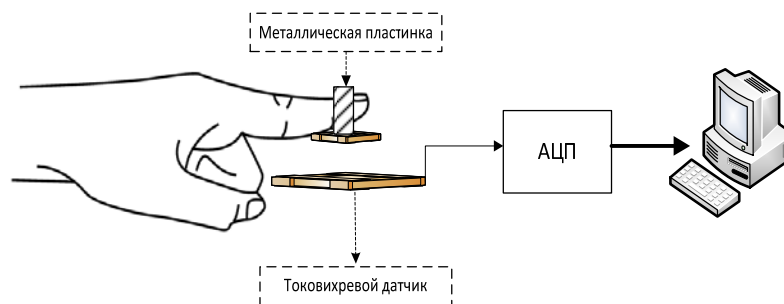 Металлическая пластинка
АЦП
Токовихревой датчик